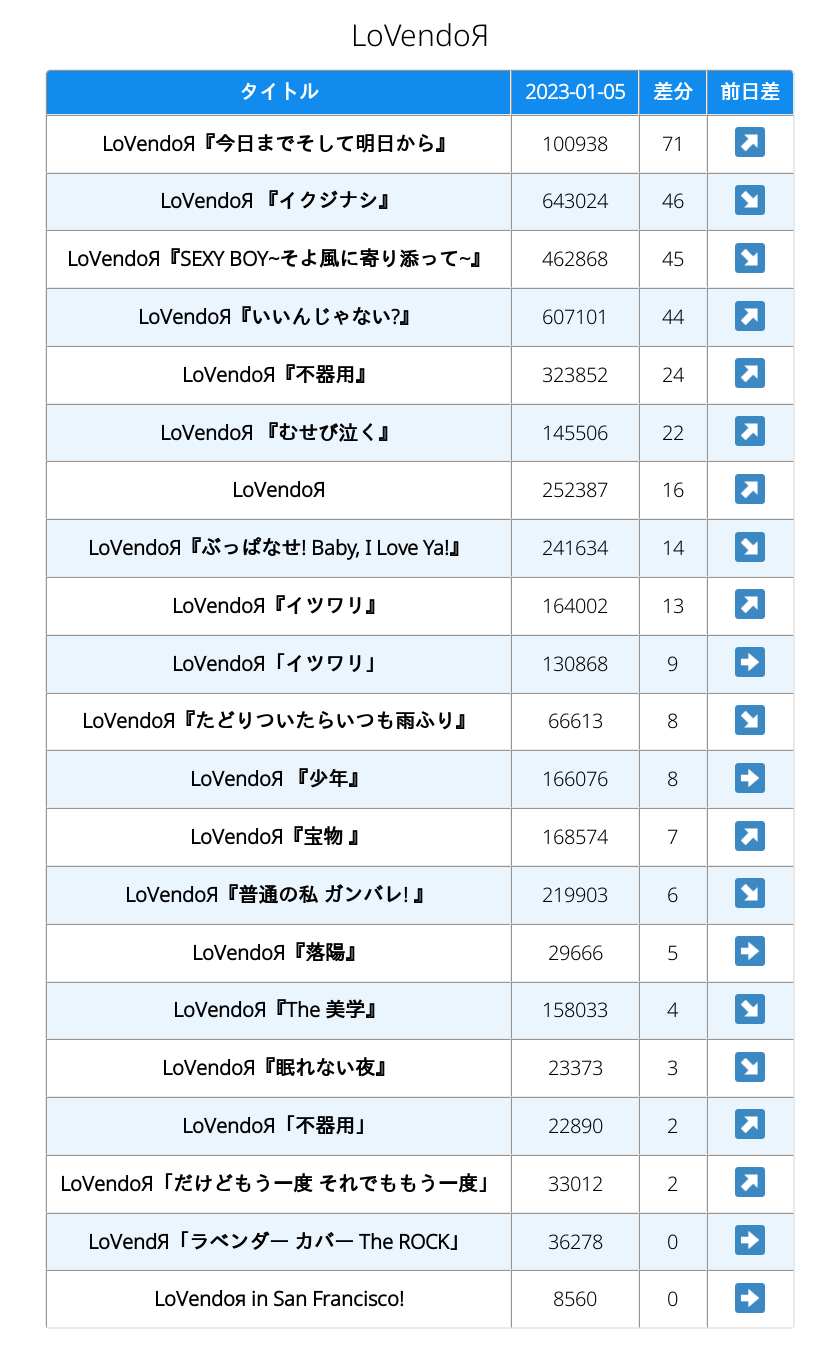 LoVendoЯ
タイトル 2023-01-05 差分 前日差
LoVendoЯ『今日までそして明日から』 100938 71 ↗
LoVendoЯ 『イクジナシ』 643024 46 ↘
LoVendoЯ『SEXY BOY~そよ風に寄り添って~』 462868 45 ↘
LoVendoЯ『いいんじゃない?』 607101 44 ↗
LoVendoЯ『不器用』 323852 24 ↗
LoVendoЯ 『むせび泣く』 145506 22 ↗
LoVendoЯ 252387 16 ↗
LoVendoЯ『ぶっぱなせ! Baby, I Love Ya!』 241634 14 ↘
LoVendoЯ『イツワリ』 164002 13 ↗
LoVendoЯ「イツワリ」 130868 9 ➡
LoVendoЯ『たどりついたらいつも雨ふり』 66613 8 ↘
LoVendoЯ 『少年』 166076 8 ➡
LoVendoЯ『宝物 』 168574 7 ↗
LoVendoЯ『普通の私 ガンバレ! 』 219903 6 ↘
LoVendoЯ『落陽』 29666 5 ➡
LoVendoЯ『The 美学』 158033 4 ↘
LoVendoЯ『眠れない夜』 23373 3 ↘
LoVendoЯ「不器用」 22890 2 ↗
LoVendoЯ「だけどもう一度 それでももう一度」 33012 2 ↗
LoVendЯ「ラベンダー カバー The ROCK」 36278 0 ➡
LoVendoя in San Francisco! 8560 0 ➡